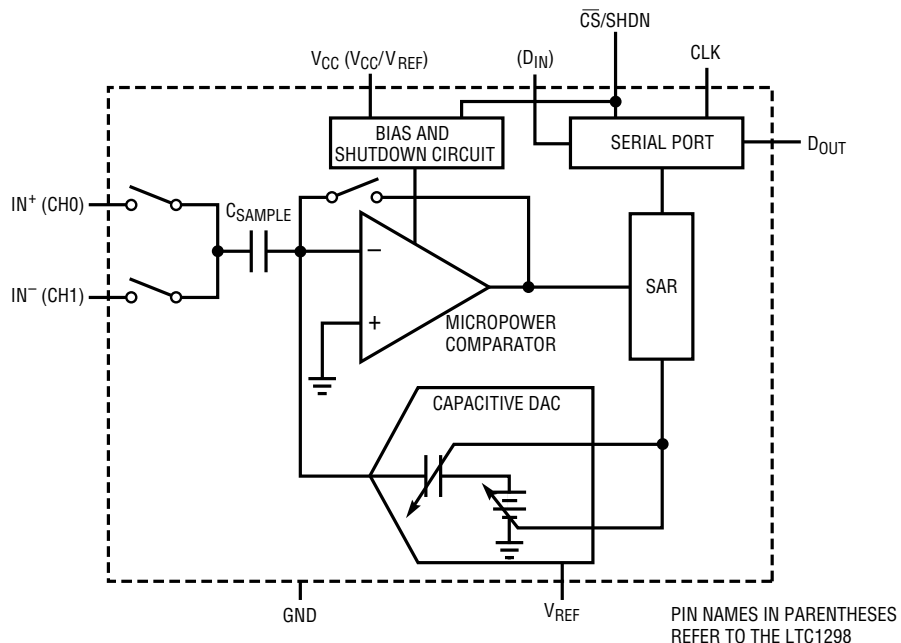 C̅S̅/SHDN
VCC (VCC/VREF)
(DIN)
CLK
BIAS AND
SHUTDOWN CIRCUIT
SERIAL PORT
DOUT
IN+ (CH0)
CSAMPLE
IN− (CH1)
−
+
SAR
MICROPOWER
COMPARATOR
CAPACITIVE DAC
GND
VREF
PIN NAMES IN PARENTHESES
REFER TO THE LTC1298